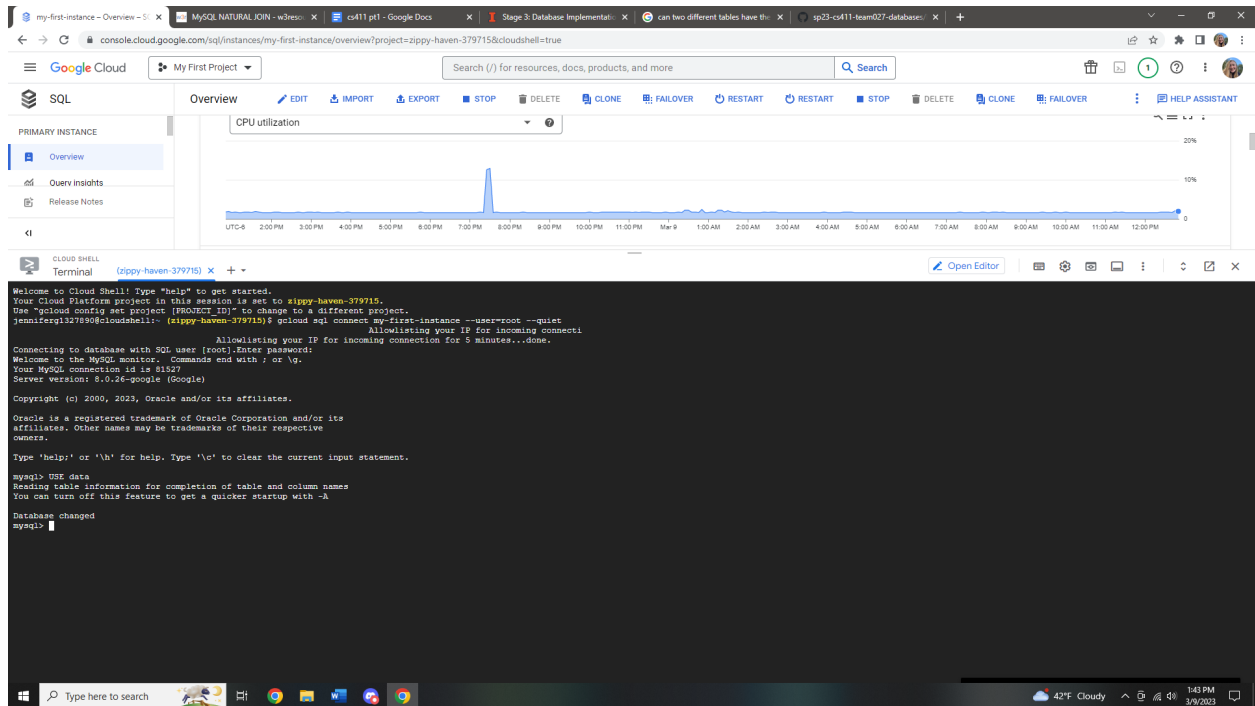 my-first-instance – Overview – S
MySQL NATURAL JOIN - w3resou
cs411 pt1 - Google Docs
Stage 3: Database Implementatio
can two different tables have the
sp23-cs411-team027-databases/
console.cloud.google.com/sql/instances/my-first-instance/overview?project=zippy-haven-379715&cloudshell=true
Google Cloud
My First Project
Search (/) for resources, docs, products, and more
Search
1
SQL
Overview
EDIT
IMPORT
EXPORT
STOP
DELETE
CLONE
FAILOVER
RESTART
RESTART
STOP
DELETE
CLONE
FAILOVER
HELP ASSISTANT
PRIMARY INSTANCE
Overview
Query insights
Release Notes
CPU utilization
20%
10%
0
UTC-6 2:00 PM 3:00 PM 4:00 PM 5:00 PM 6:00 PM 7:00 PM 8:00 PM 9:00 PM 10:00 PM 11:00 PM Mar 9 1:00 AM 2:00 AM 3:00 AM 4:00 AM 5:00 AM 6:00 AM 7:00 AM 8:00 AM 9:00 AM 10:00 AM 11:00 AM 12:00 PM
CLOUD SHELL
Terminal
(zippy-haven-379715)
Open Editor
Welcome to Cloud Shell! Type "help" to get started.
Your Cloud Platform project in this session is set to zippy-haven-379715.
Use "gcloud config set project [PROJECT_ID]" to change to a different project.
jenniferg1327890@cloudshell:~ (zippy-haven-379715)$ gcloud sql connect my-first-instance --user=root --quiet
Allowlisting your IP for incoming connecti
Allowlisting your IP for incoming connection for 5 minutes...done.
Connecting to database with SQL user [root].Enter password:
Welcome to the MySQL monitor.  Commands end with ; or \g.
Your MySQL connection id is 81527
Server version: 8.0.26-google (Google)
Copyright (c) 2000, 2023, Oracle and/or its affiliates.
Oracle is a registered trademark of Oracle Corporation and/or its
affiliates. Other names may be trademarks of their respective
owners.
Type 'help;' or '\h' for help. Type '\c' to clear the current input statement.
mysql> USE data
Reading table information for completion of table and column names
You can turn off this feature to get a quicker startup with -A
Database changed
mysql>
Type here to search
42°F Cloudy
1:43 PM
3/9/2023